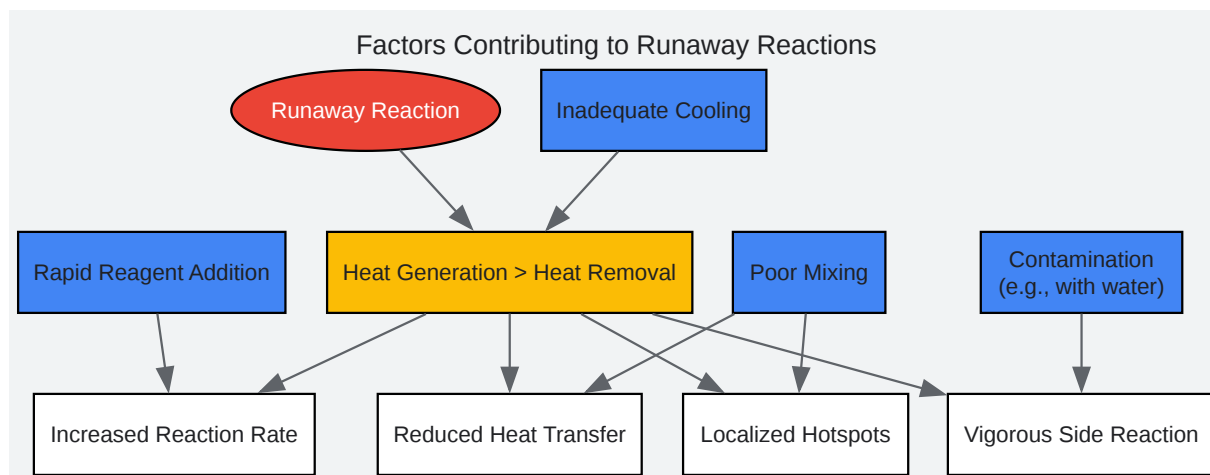 Factors Contributing to Runaway Reactions
Runaway Reaction
Inadequate Cooling
Rapid Reagent Addition
Heat Generation > Heat Removal
Poor Mixing
Contamination
(e.g., with water)
Increased Reaction Rate
Reduced Heat Transfer
Localized Hotspots
Vigorous Side Reaction